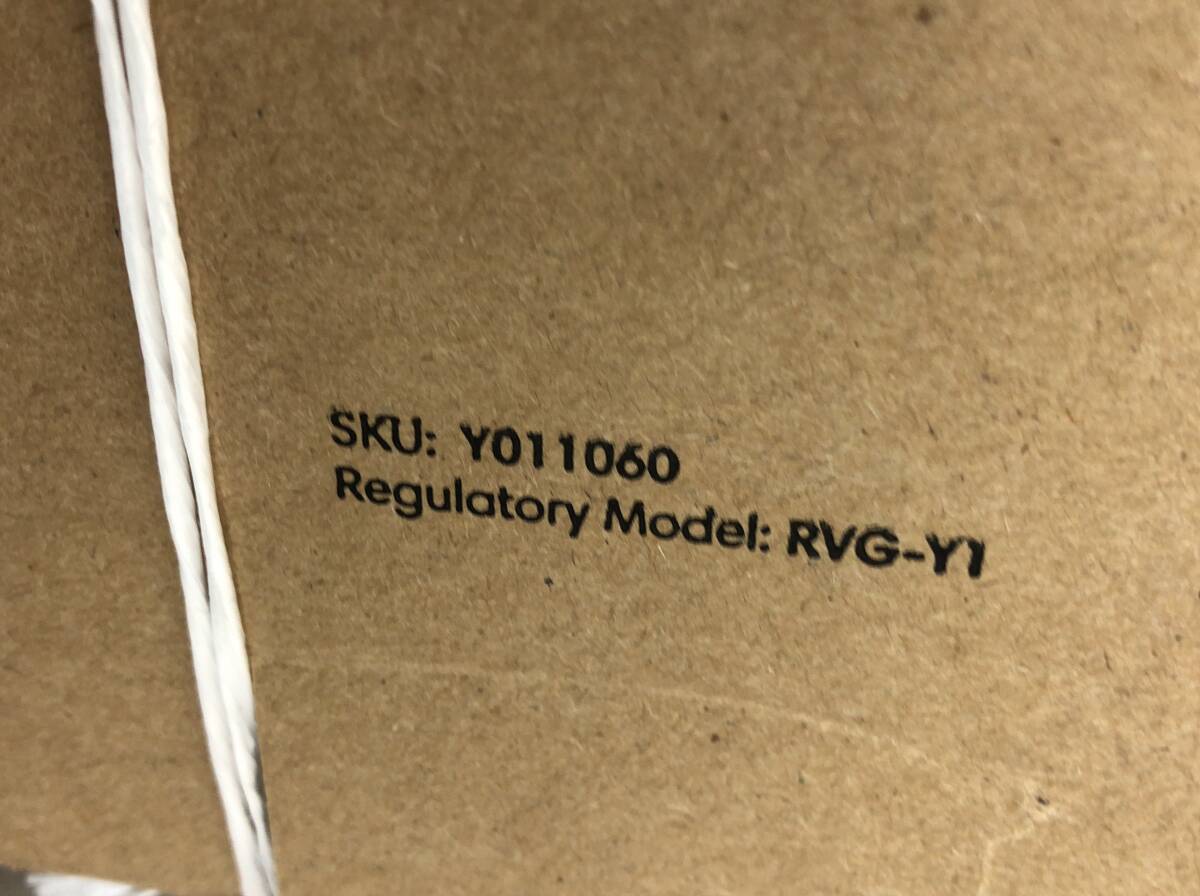 SKU: Y011060
Regulatory Model: RVG-Y1